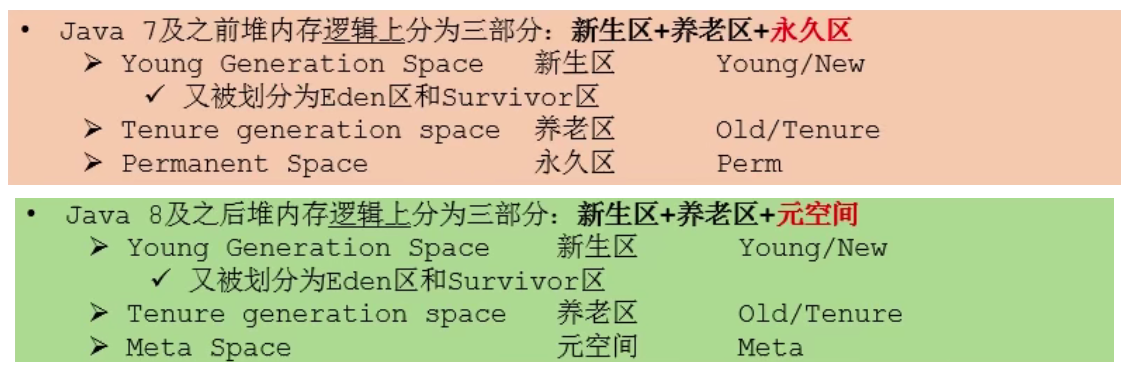 • Java 7及之前堆内存逻辑上分为三部分：新生区+养老区+永久区
➢ Young Generation Space 新生区 Young/New
✓ 又被划分为Eden区和Survivor区
➢ Tenure generation space 养老区 Old/Tenure
➢ Permanent Space 永久区 Perm
• Java 8及之后堆内存逻辑上分为三部分：新生区+养老区+元空间
➢ Young Generation Space 新生区 Young/New
✓ 又被划分为Eden区和Survivor区
➢ Tenure generation space 养老区 Old/Tenure
➢ Meta Space 元空间 Meta